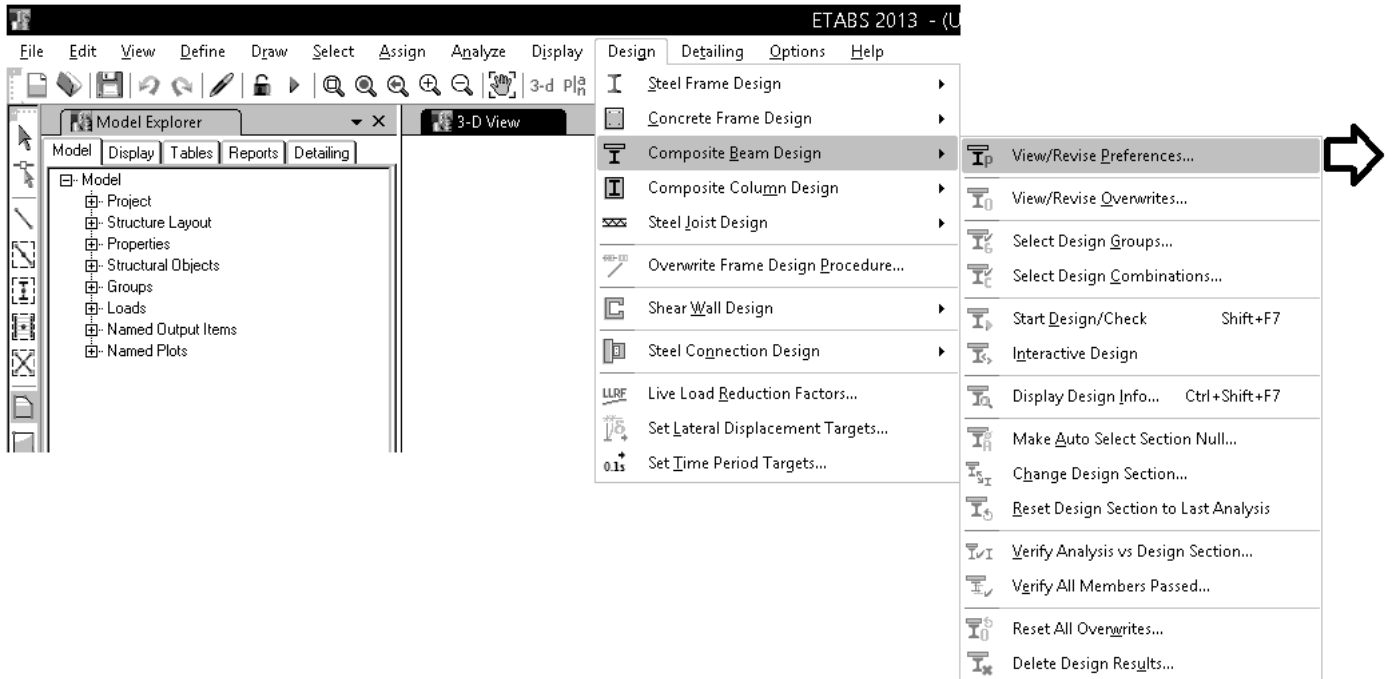 ETABS 2013 - (U
File Edit View Define Draw Select Assign Analyze Display Design Detailing Options Help
3-d Plan
Model Explorer
3-D View
Model Display Tables Reports Detailing
Model
Project
Structure Layout
Properties
Structural Objects
Groups
Loads
Named Output Items
Named Plots
Steel Frame Design
Concrete Frame Design
Composite Beam Design
Composite Column Design
Steel Joist Design
Overwrite Frame Design Procedure...
Shear Wall Design
Steel Connection Design
LLRF Live Load Reduction Factors...
Set Lateral Displacement Targets...
0.1s Set Time Period Targets...
View/Revise Preferences...
View/Revise Overwrites...
Select Design Groups...
Select Design Combinations...
Start Design/Check Shift+F7
Interactive Design
Display Design Info... Ctrl+Shift+F7
Make Auto Select Section Null...
Change Design Section...
Reset Design Section to Last Analysis
Verify Analysis vs Design Section...
Verify All Members Passed...
Reset All Overwrites...
Delete Design Results...